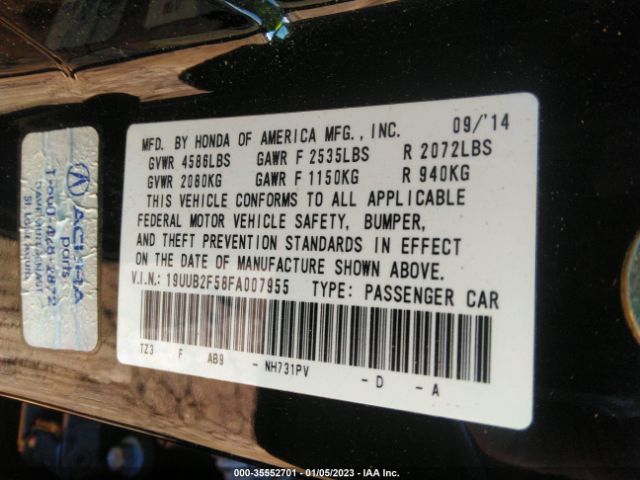 MFD. BY HONDA OF AMERICA MFG., INC. 09/'14
GVWR 4586LBS GAWR F 2535LBS R 2072LBS
GVWR 2080KG GAWR F 1150KG R 940KG
THIS VEHICLE CONFORMS TO ALL APPLICABLE
FEDERAL MOTOR VEHICLE SAFETY, BUMPER,
AND THEFT PREVENTION STANDARDS IN EFFECT
ON THE DATE OF MANUFACTURE SHOWN ABOVE.
V.I.N.: 19UUB2F58FA007955 TYPE: PASSENGER CAR
TZ3 F AB9 - NH731PV - D - A
ACURA
parts
000-35552701 - 01/05/2023 - IAA Inc.